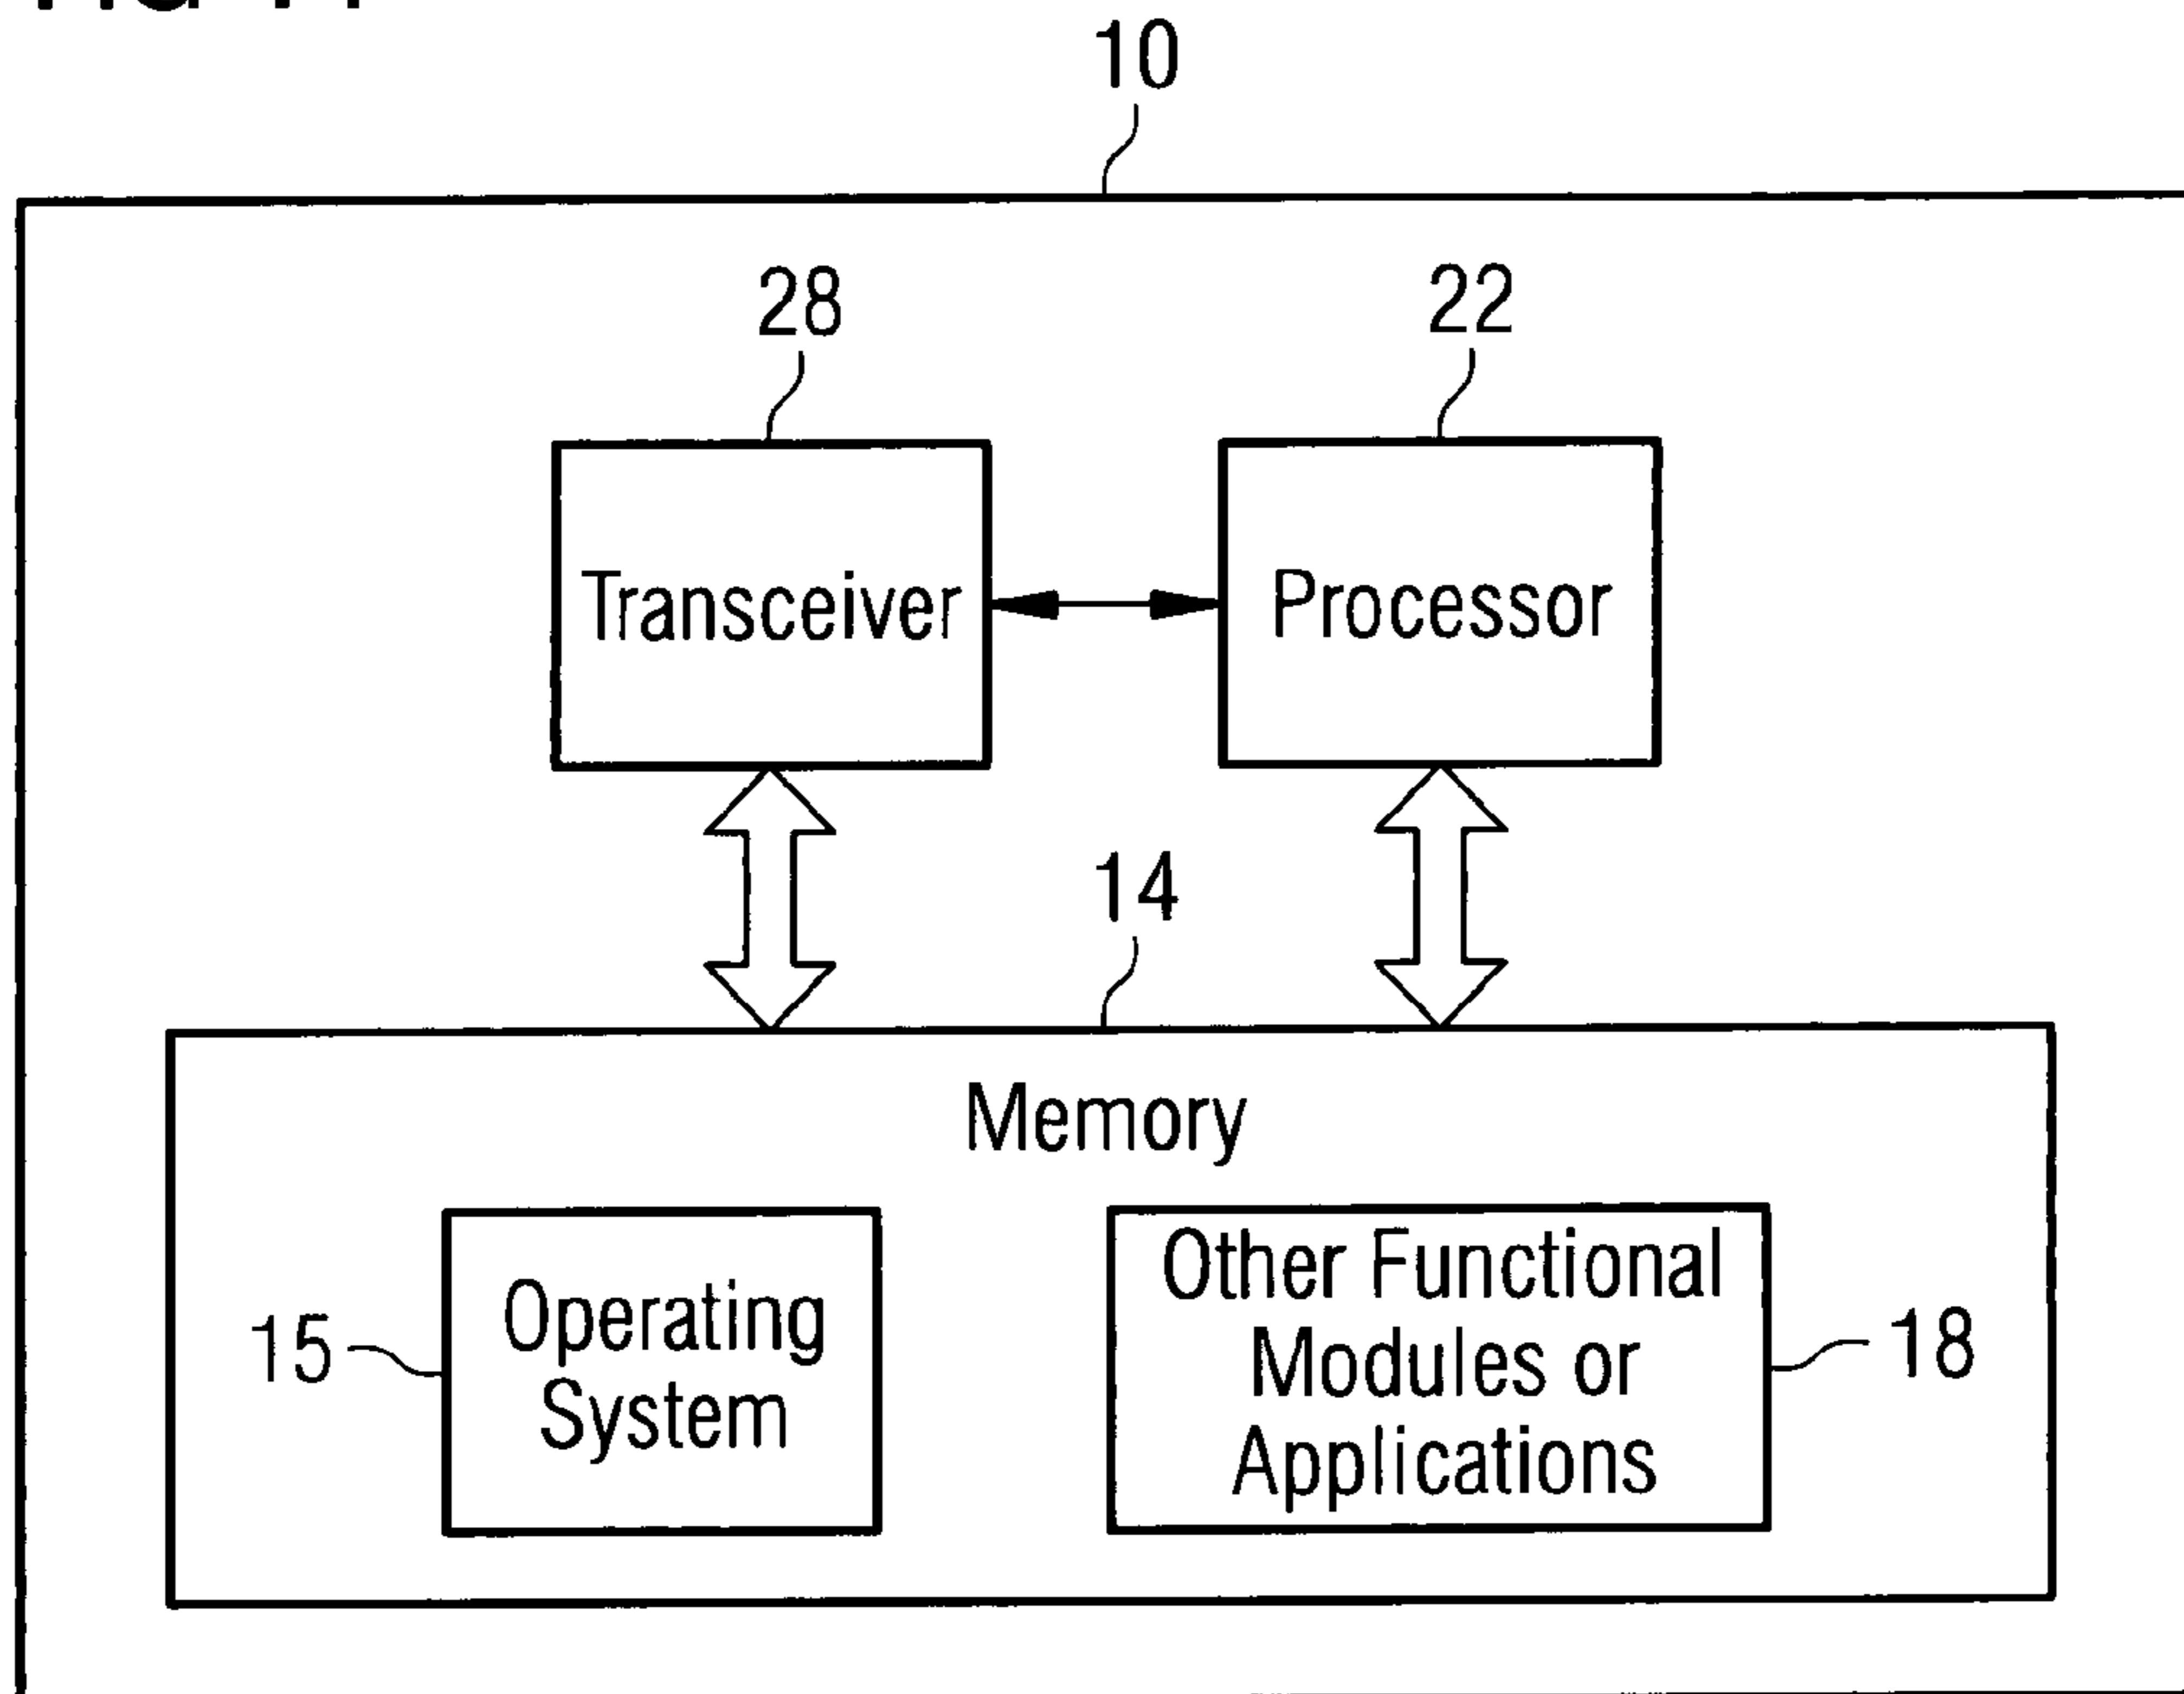 10
28
22
Transceiver
Processor
14
Memory
Operating
System
15
Other Functional
Modules or
Applications
18